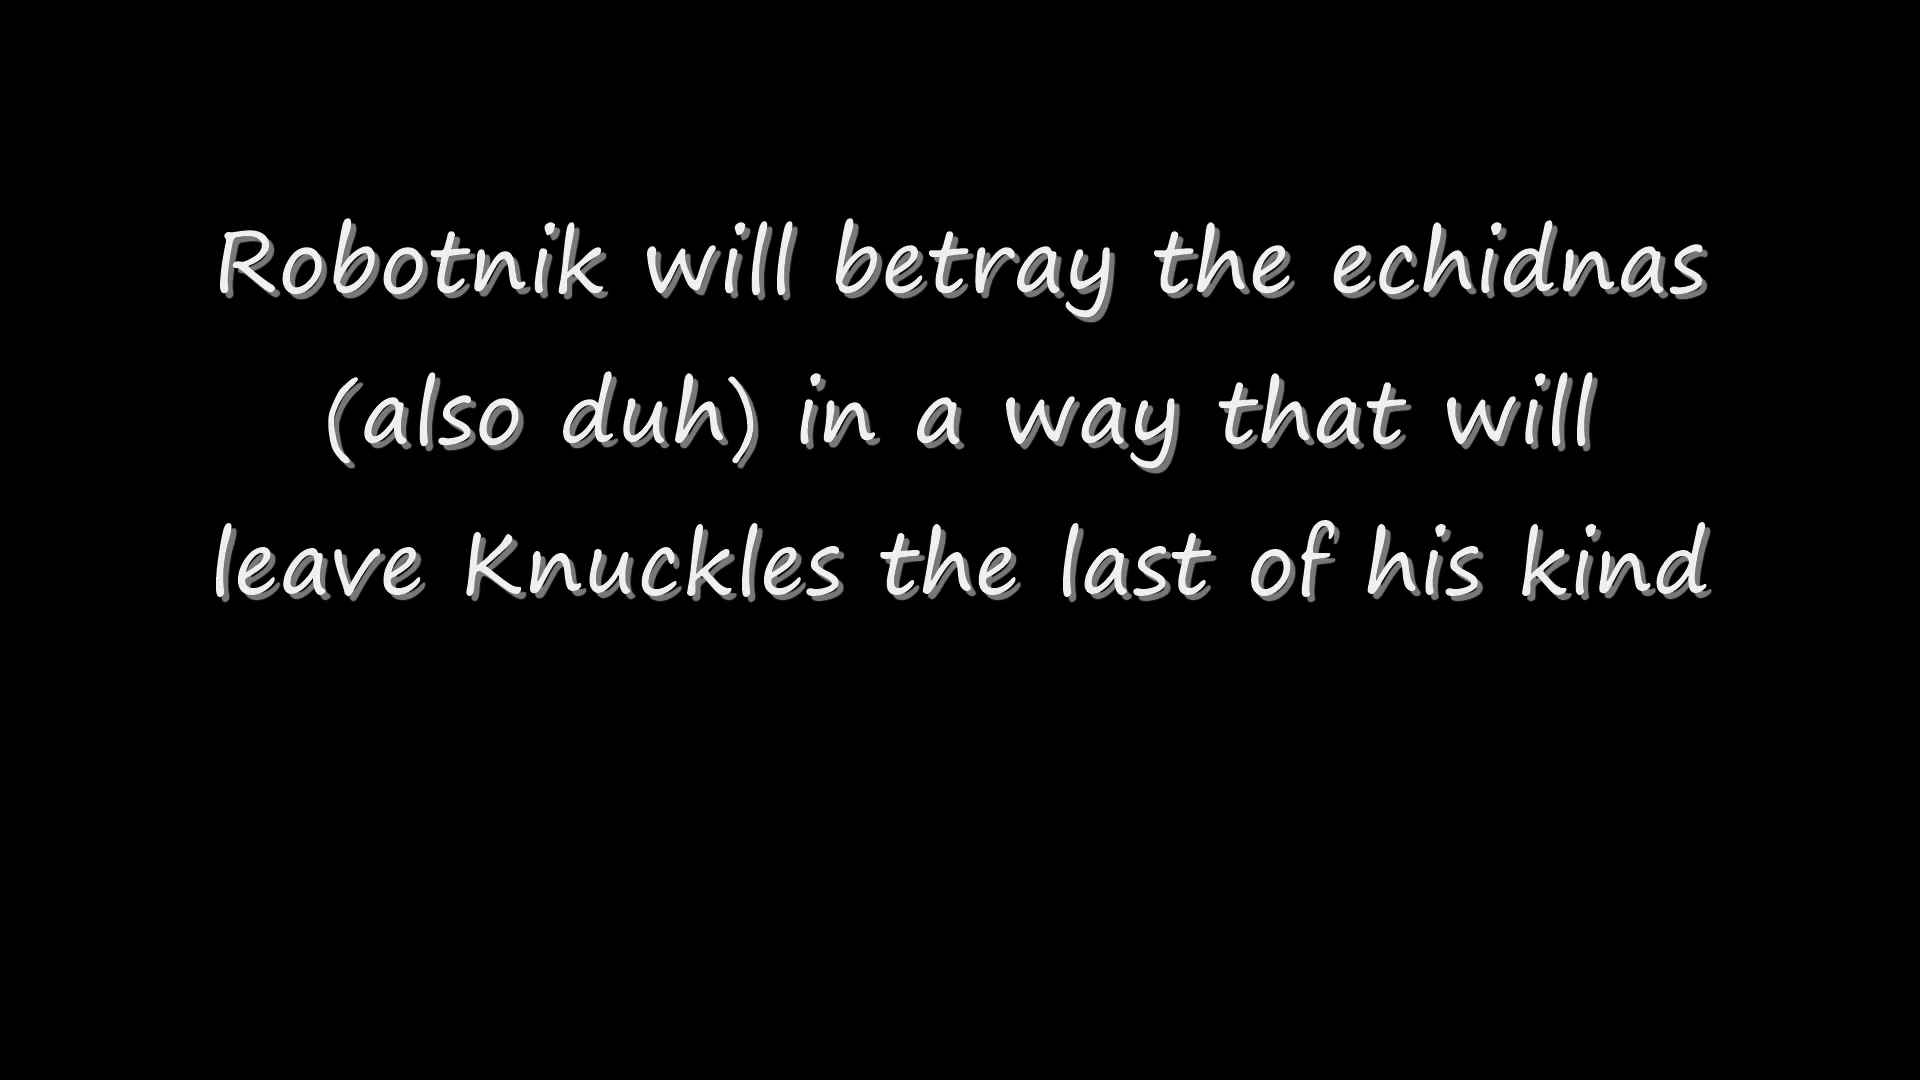 Robotnik will betray the echidnas
(also duh) in a way that will
leave Knuckles the last of his kind